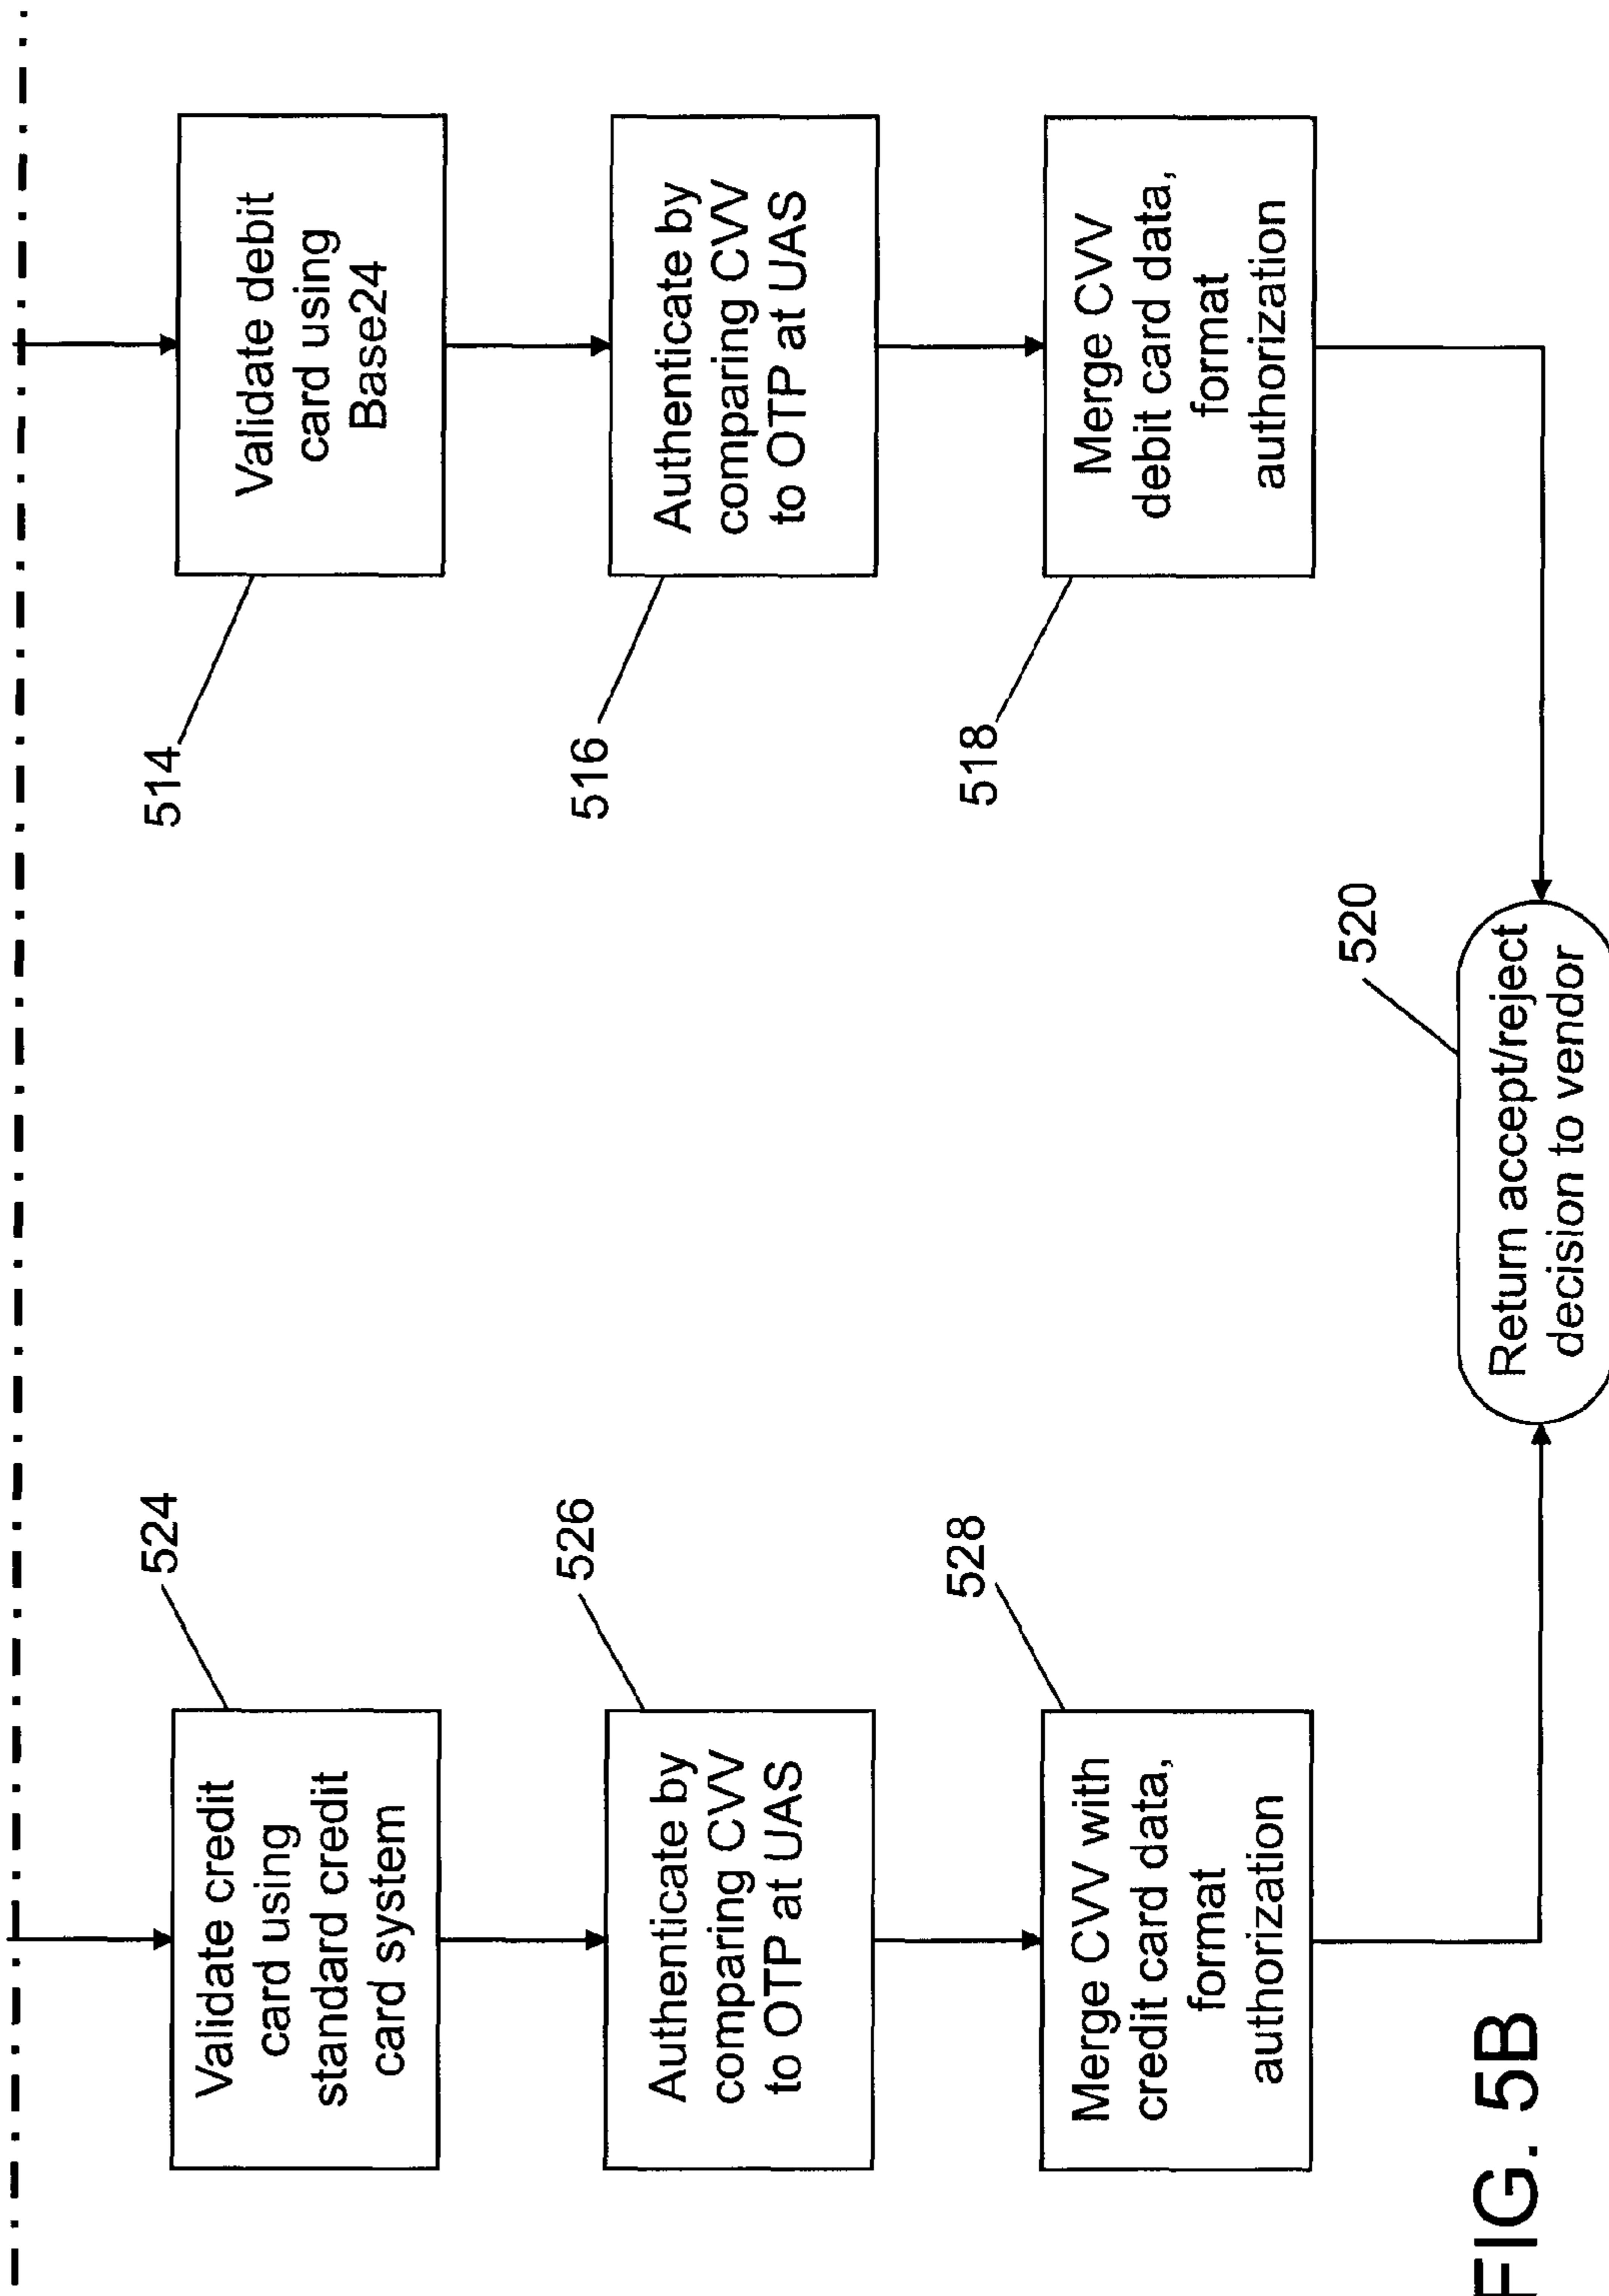 524
Validate credit
card using
standard credit
card system
514
Validate debit
card using
Base24
526
Authenticate by
comparing CVV
to OTP at UAS
516
Authenticate by
comparing CVV
to OTP at UAS
528
Merge CVV with
credit card data,
format
authorization
518
Merge CVV
debit card data,
format
authorization
520
Return accept/reject
decision to vendor
FIG. 5B